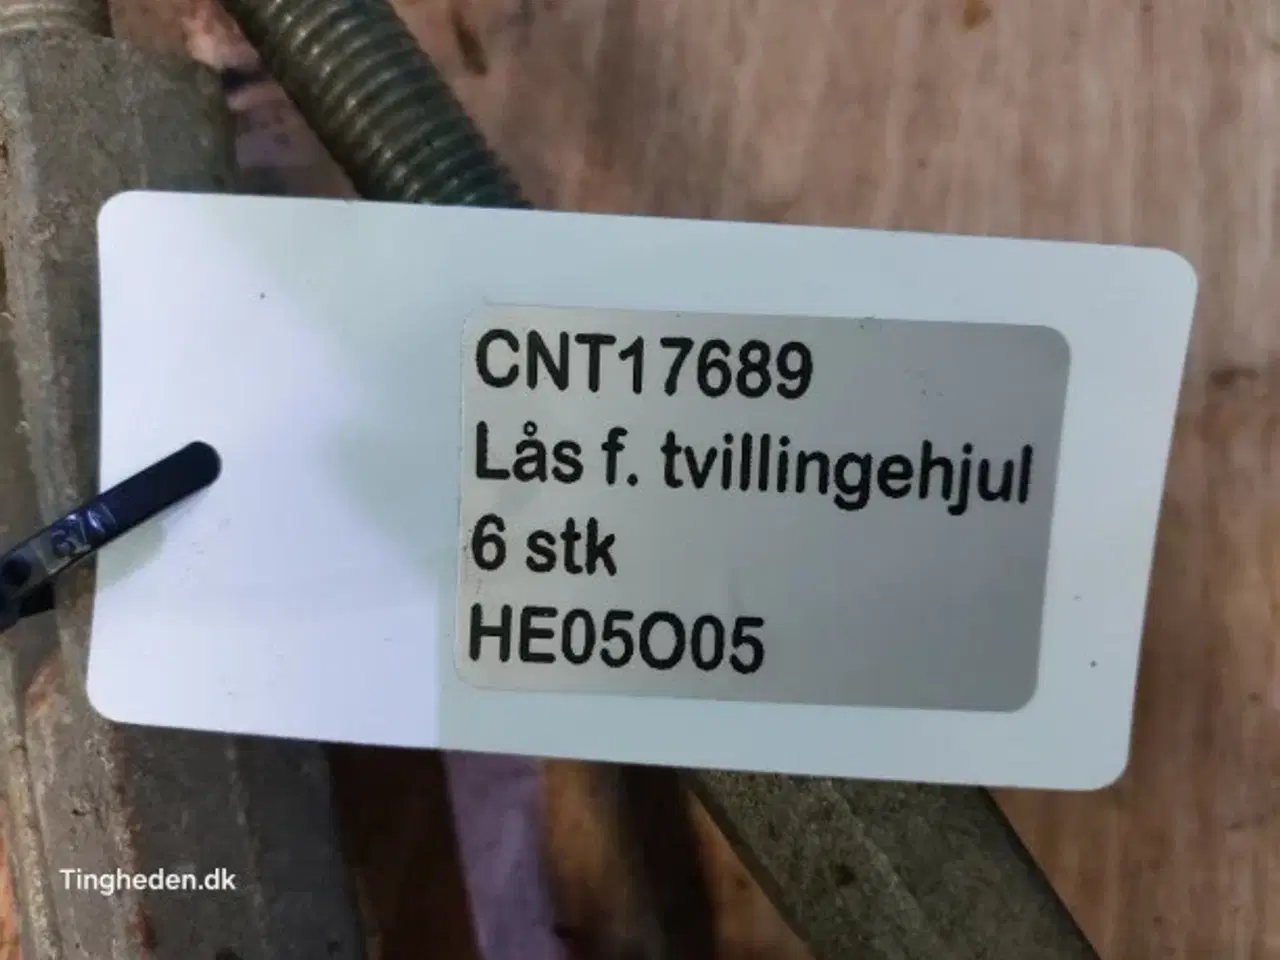 CNT17689
Lås f. tvillingehjul
6 stk
HE05O05
Tingheden.dk